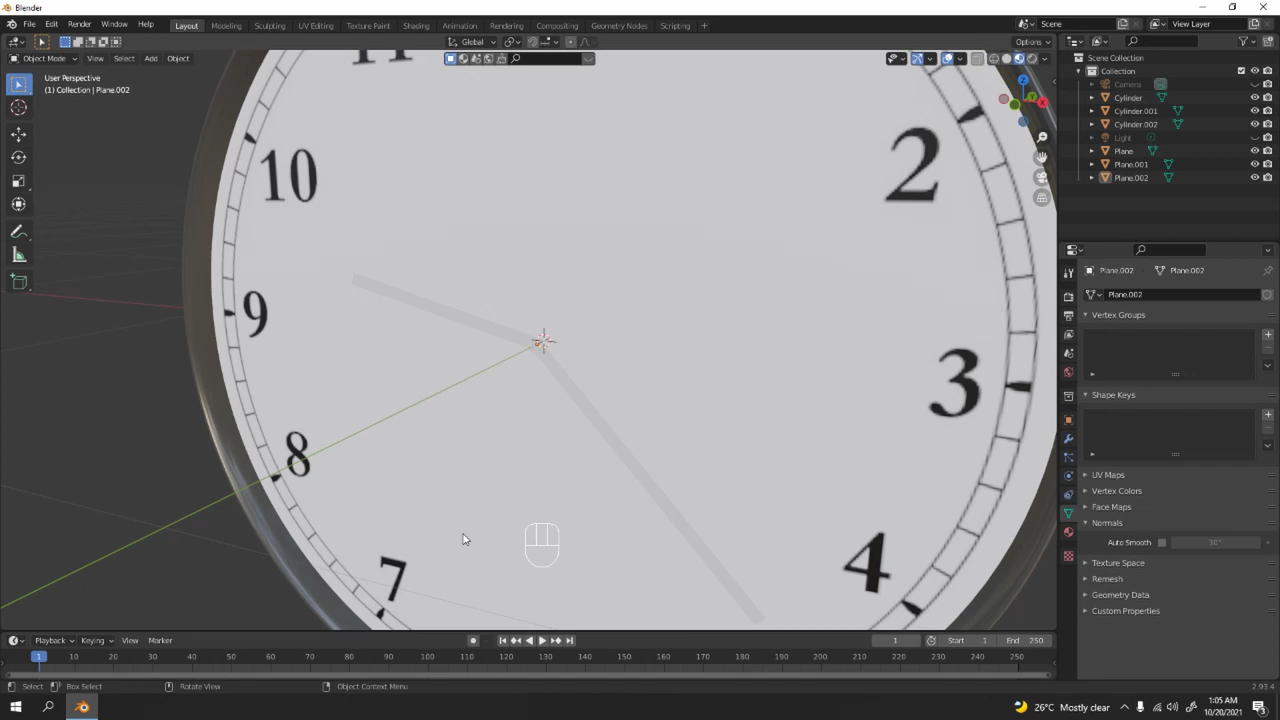 Blender
File Edit Render Window Help
Layout Modeling Sculpting UV Editing Texture Paint Shading Animation Rendering Compositing Geometry Nodes Scripting +
Scene
View Layer
Global
Options
Object Mode View Select Add Object
User Perspective
(1) Collection | Plane.002
Scene Collection
Collection
Camera
Cylinder
Cylinder.001
Cylinder.002
Light
Plane
Plane.001
Plane.002
11
10
9
8
7
2
3
4
Z
X
Y
Plane.002 Plane.002
Plane.002
Vertex Groups
Shape Keys
UV Maps
Vertex Colors
Face Maps
Normals
Auto Smooth 30°
Texture Space
Remesh
Geometry Data
Custom Properties
Playback Keying View Marker
1 Start 1 End 250
1 10 20 30 40 50 60 70 80 90 100 110 120 130 140 150 160 170 180 190 200 210 220 230 240 250
Select Box Select Rotate View Object Context Menu
2.93.4
26°C Mostly clear
1:05 AM
10/20/2021
3